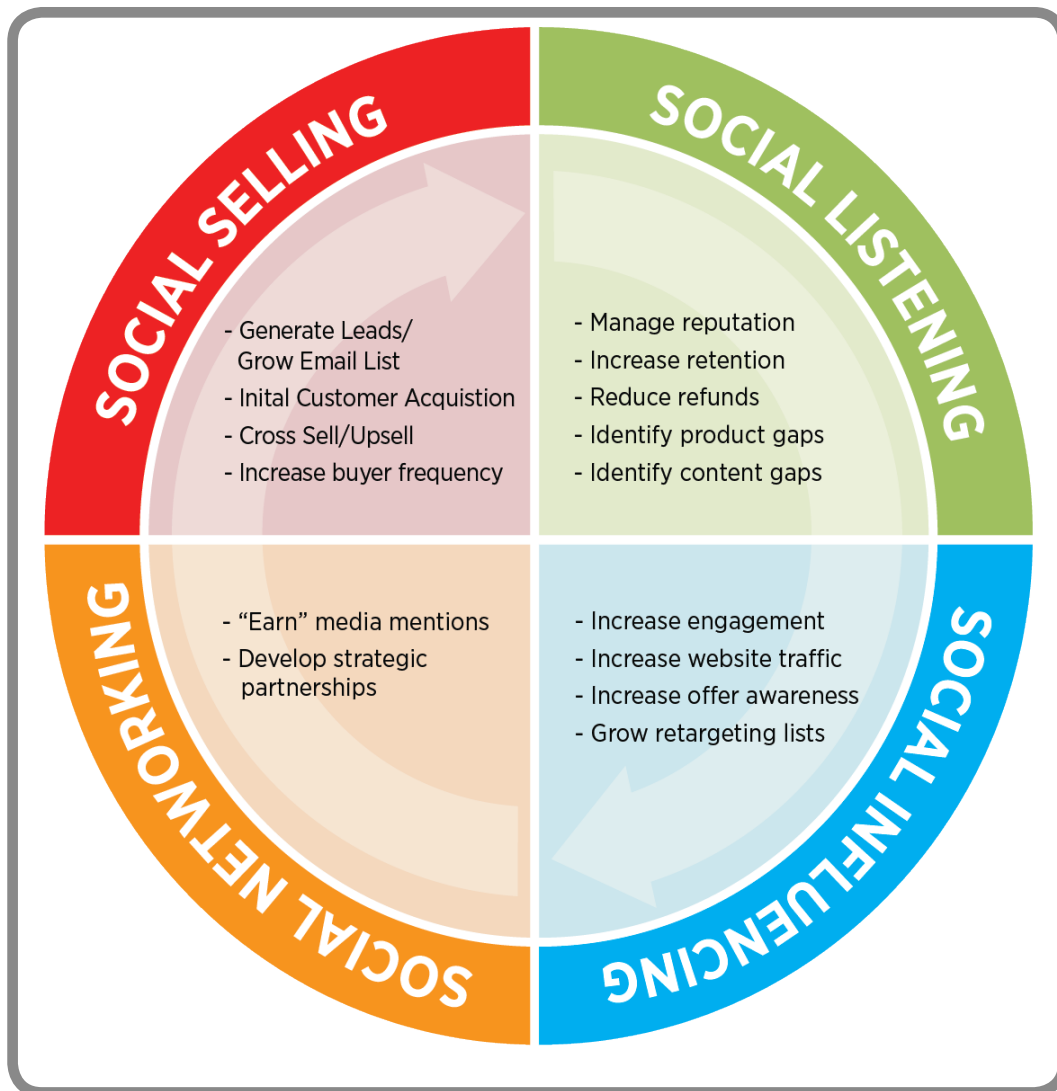 SOCIAL SELLING
- Generate Leads/
Grow Email List
- Inital Customer Acquistion
- Cross Sell/Upsell
- Increase buyer frequency
SOCIAL LISTENING
- Manage reputation
- Increase retention
- Reduce refunds
- Identify product gaps
- Identify content gaps
SOCIAL NETWORKING
- “Earn” media mentions
- Develop strategic
partnerships
SOCIAL INFLUENCING
- Increase engagement
- Increase website traffic
- Increase offer awareness
- Grow retargeting lists